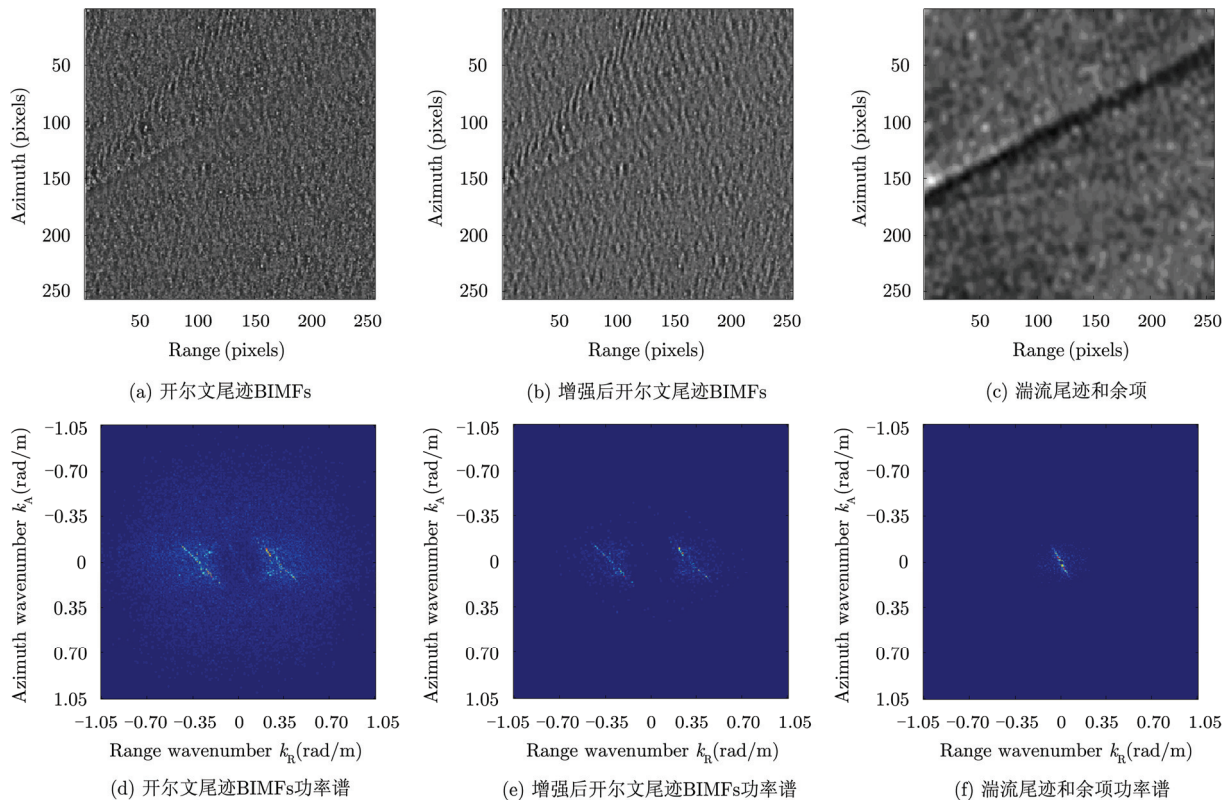 50
100
150
200
250
Azimuth (pixels)
50 100 150 200 250
Range (pixels)
(a) 开尔文尾迹BIMFs
50
100
150
200
250
Azimuth (pixels)
50 100 150 200 250
Range (pixels)
(b) 增强后开尔文尾迹BIMFs
50
100
150
200
250
Azimuth (pixels)
50 100 150 200 250
Range (pixels)
(c) 湍流尾迹和余项
−1.05
−0.70
−0.35
0
0.35
0.70
1.05
Azimuth wavenumber kA(rad/m)
−1.05 −0.70 −0.35 0 0.35 0.70 1.05
Range wavenumber kR(rad/m)
(d) 开尔文尾迹BIMFs功率谱
−1.05
−0.70
−0.35
0
0.35
0.70
1.05
Azimuth wavenumber kA(rad/m)
−1.05 −0.70 −0.35 0 0.35 0.70 1.05
Range wavenumber kR(rad/m)
(e) 增强后开尔文尾迹BIMFs功率谱
−1.05
−0.70
−0.35
0
0.35
0.70
1.05
Azimuth wavenumber kA(rad/m)
−1.05 −0.70 −0.35 0 0.35 0.70 1.05
Range wavenumber kR(rad/m)
(f) 湍流尾迹和余项功率谱